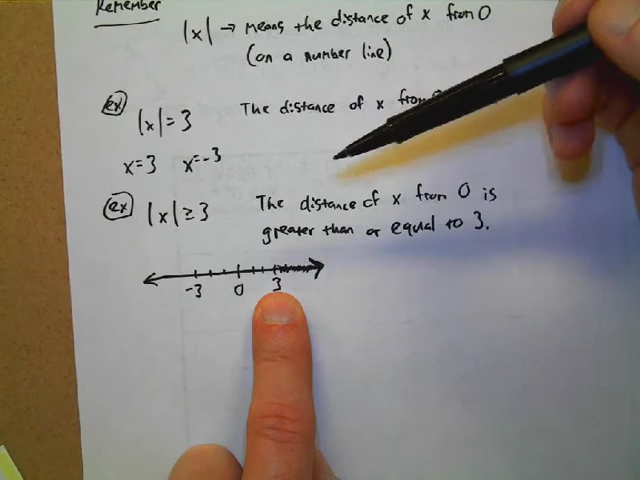 Remember
|x| → means the distance of x from 0
(on a number line)
ex |x| = 3 The distance of x from
x=3 x=-3
ex |x| ≥ 3 The distance of x from 0 is
greater than or equal to 3.
-3 0 3